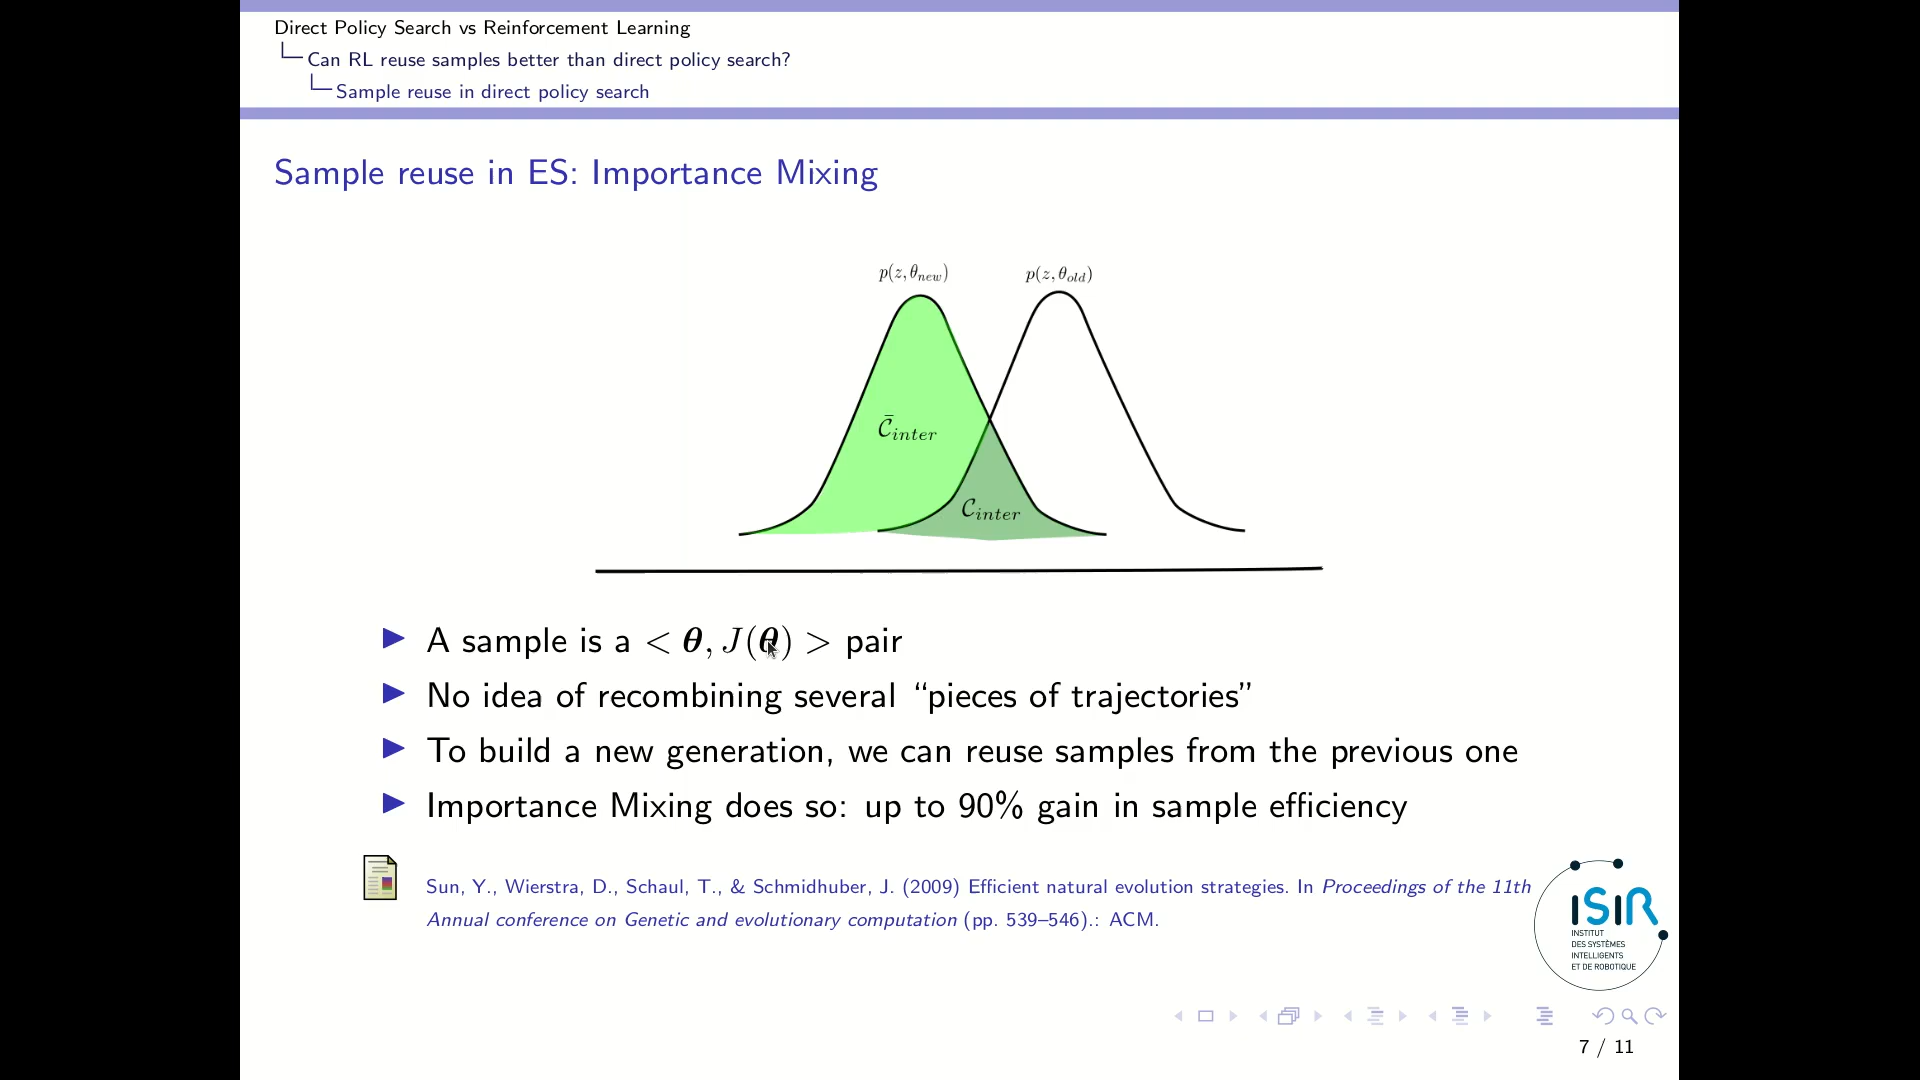 Direct Policy Search vs Reinforcement Learning
Can RL reuse samples better than direct policy search?
Sample reuse in direct policy search
Sample reuse in ES: Importance Mixing
p(z, θ_new) p(z, θ_old)
C̄_inter
C_inter
A sample is a < θ, J(θ) > pair
No idea of recombining several “pieces of trajectories”
To build a new generation, we can reuse samples from the previous one
Importance Mixing does so: up to 90% gain in sample efficiency
Sun, Y., Wierstra, D., Schaul, T., & Schmidhuber, J. (2009) Efficient natural evolution strategies. In Proceedings of the 11th
Annual conference on Genetic and evolutionary computation (pp. 539–546).: ACM.
ISIR
INSTITUT
DES SYSTÈMES
INTELLIGENTS
ET DE ROBOTIQUE
7 / 11